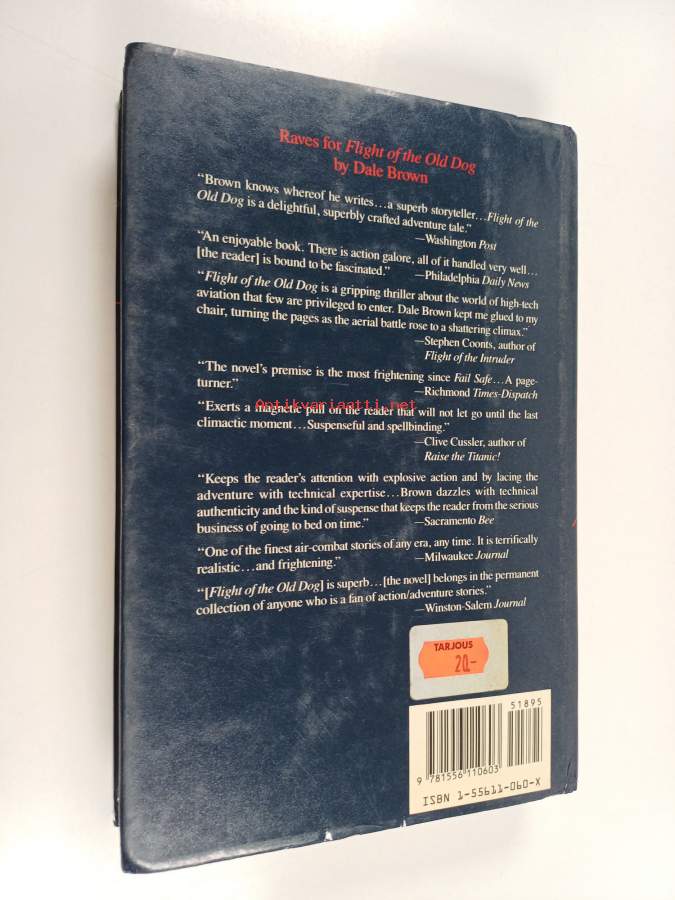 Raves for Flight of the Old Dog
by Dale Brown
“Brown knows whereof he writes...a superb storyteller...Flight of the
Old Dog is a delightful, superbly crafted adventure tale.”
—Washington Post
“An enjoyable book. There is action galore, all of it handled very well...
[the reader] is bound to be fascinated.” —Philadelphia Daily News
“Flight of the Old Dog is a gripping thriller about the world of high-tech
aviation that few are privileged to enter. Dale Brown kept me glued to my
chair, turning the pages as the aerial battle rose to a shattering climax.”
—Stephen Coonts, author of
Flight of the Intruder
“The novel’s premise is the most frightening since Fail Safe...A page-
turner.” —Richmond Times-Dispatch
Antikvariaatti.net
“Exerts a magnetic pull on the reader that will not let go until the last
climactic moment...Suspenseful and spellbinding.”
—Clive Cussler, author of
Raise the Titanic!
“Keeps the reader’s attention with explosive action and by lacing the
adventure with technical expertise...Brown dazzles with technical
authenticity and the kind of suspense that keeps the reader from the serious
business of going to bed on time.” —Sacramento Bee
“One of the finest air-combat stories of any era, any time. It is terrifically
realistic...and frightening.” —Milwaukee Journal
“[Flight of the Old Dog] is superb...[the novel] belongs in the permanent
collection of anyone who is a fan of action/adventure stories.”
—Winston-Salem Journal
TARJOUS
20.-
51895
9 781556 110603
ISBN 1-55611-060-X